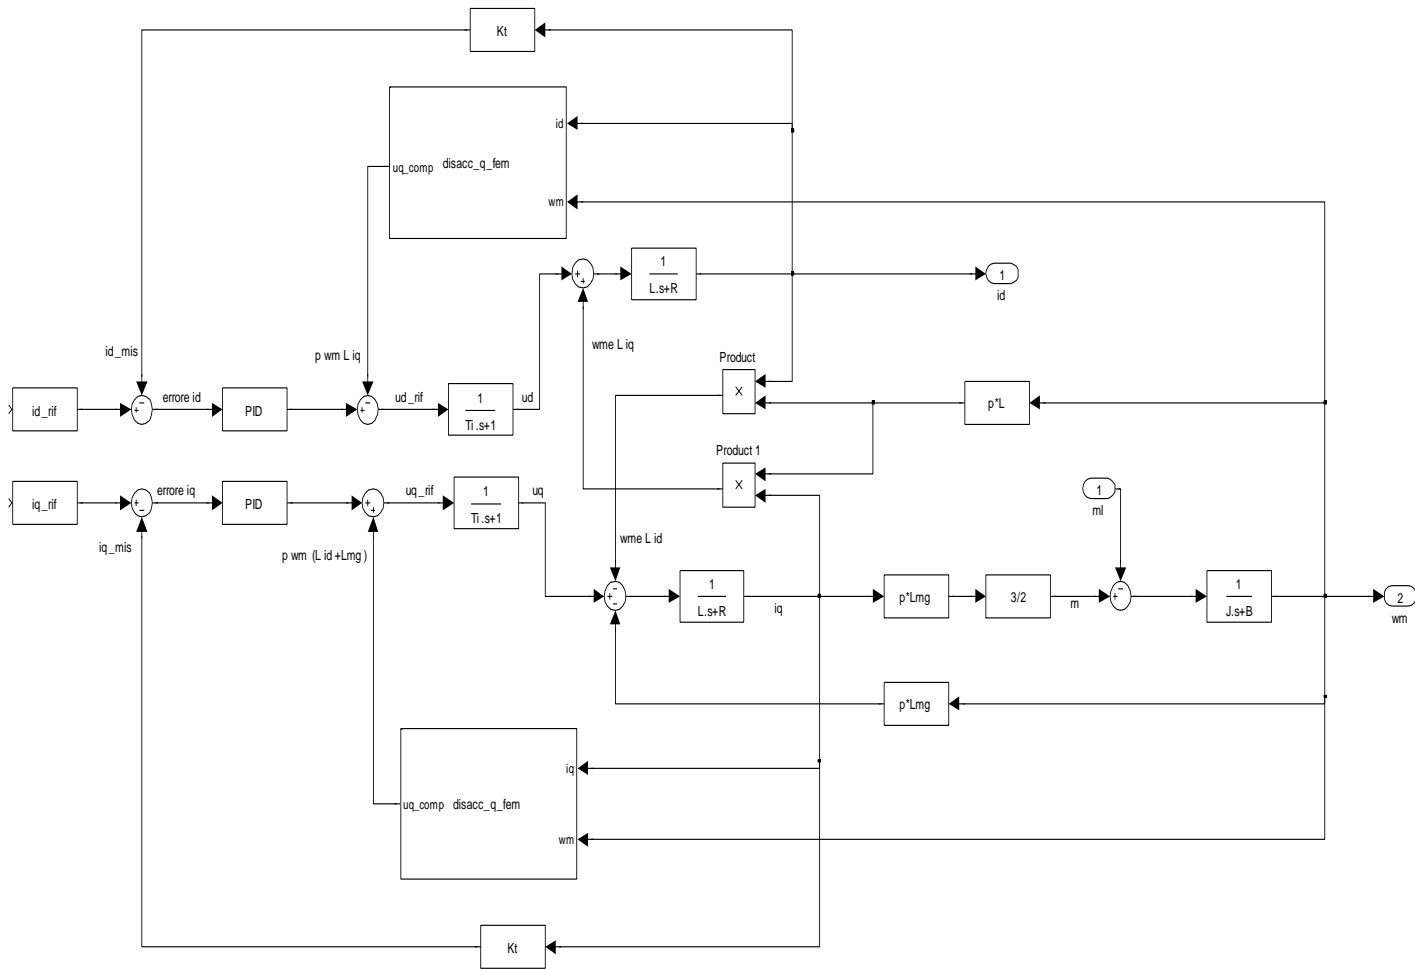 Kt
id
uq_comp disacc_q_fem
wm
1
L.s+R
1
id
id_mis
p wm L iq
wme L iq
Product
X
id_rif
+
−
errore id
PID
+
−
ud_rif
1
Ti .s+1
ud
+
+
p*L
Product 1
X
iq_rif
+
−
errore iq
PID
+
+
uq_rif
1
Ti .s+1
uq
iq_mis
p wm (L id +Lmg )
wme L id
1
ml
+
−
−
1
L.s+R
iq
p*Lmg
3/2
m
+
−
1
J.s+B
2
wm
p*Lmg
iq
uq_comp disacc_q_fem
wm
Kt